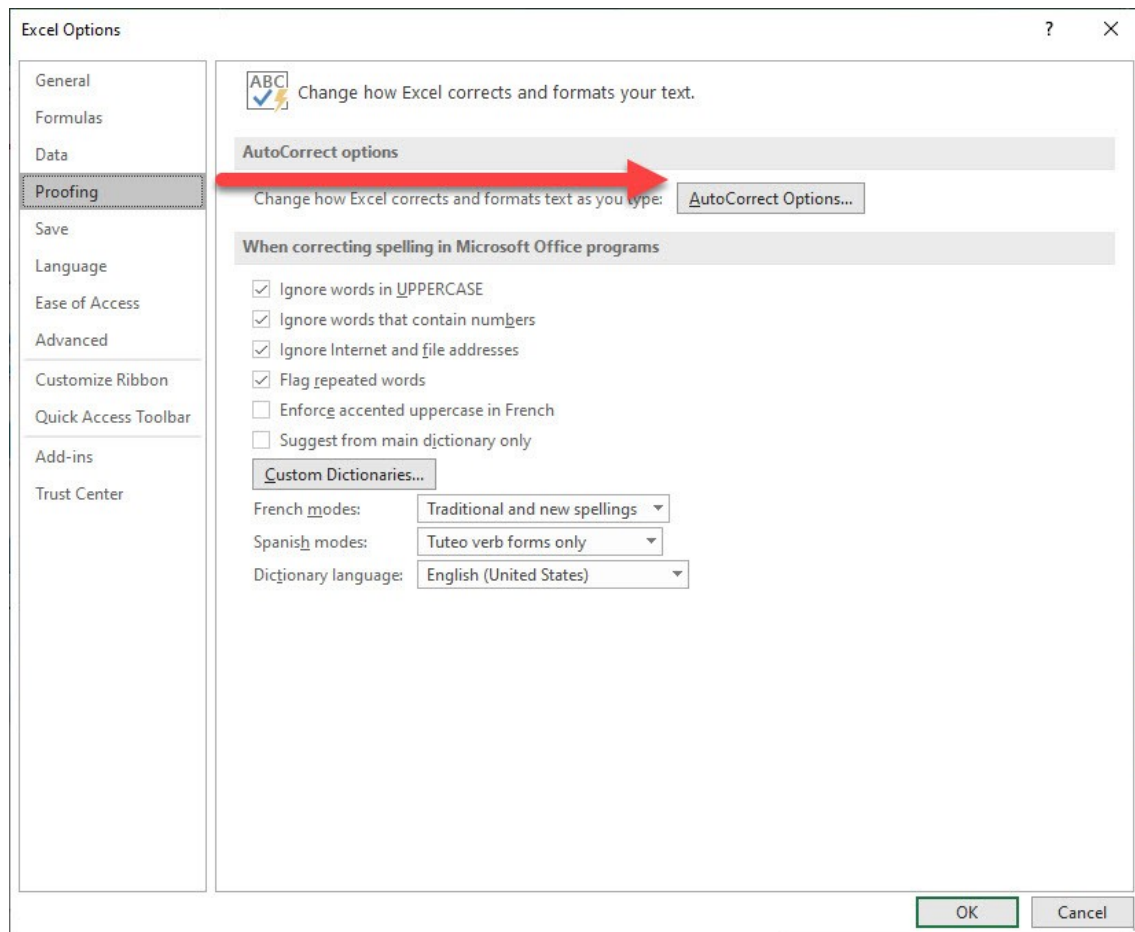 Excel Options
?
General
Formulas
Data
Proofing
Save
Language
Ease of Access
Advanced
Customize Ribbon
Quick Access Toolbar
Add-ins
Trust Center
ABC
Change how Excel corrects and formats your text.
AutoCorrect options
Change how Excel corrects and formats text as you type:
AutoCorrect Options...
When correcting spelling in Microsoft Office programs
Ignore words in UPPERCASE
Ignore words that contain numbers
Ignore Internet and file addresses
Flag repeated words
Enforce accented uppercase in French
Suggest from main dictionary only
Custom Dictionaries...
French modes: Traditional and new spellings
Spanish modes: Tuteo verb forms only
Dictionary language: English (United States)
OK Cancel